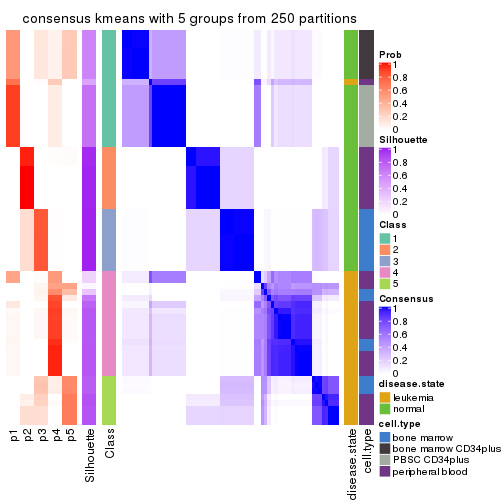 consensus kmeans with 5 groups from 250 partitions
Prob
1
0.8
0.6
0.4
0.2
0
Silhouette
1
0.8
0.6
0.4
0.2
0
Class
1
2
3
4
5
Consensus
1
0.8
0.6
0.4
0.2
0
disease.state
leukemia
normal
cell.type
bone marrow
bone marrow CD34plus
PBSC CD34plus
peripheral blood
p1
p2
p3
p4
p5
Silhouette
Class
disease.state
cell.type